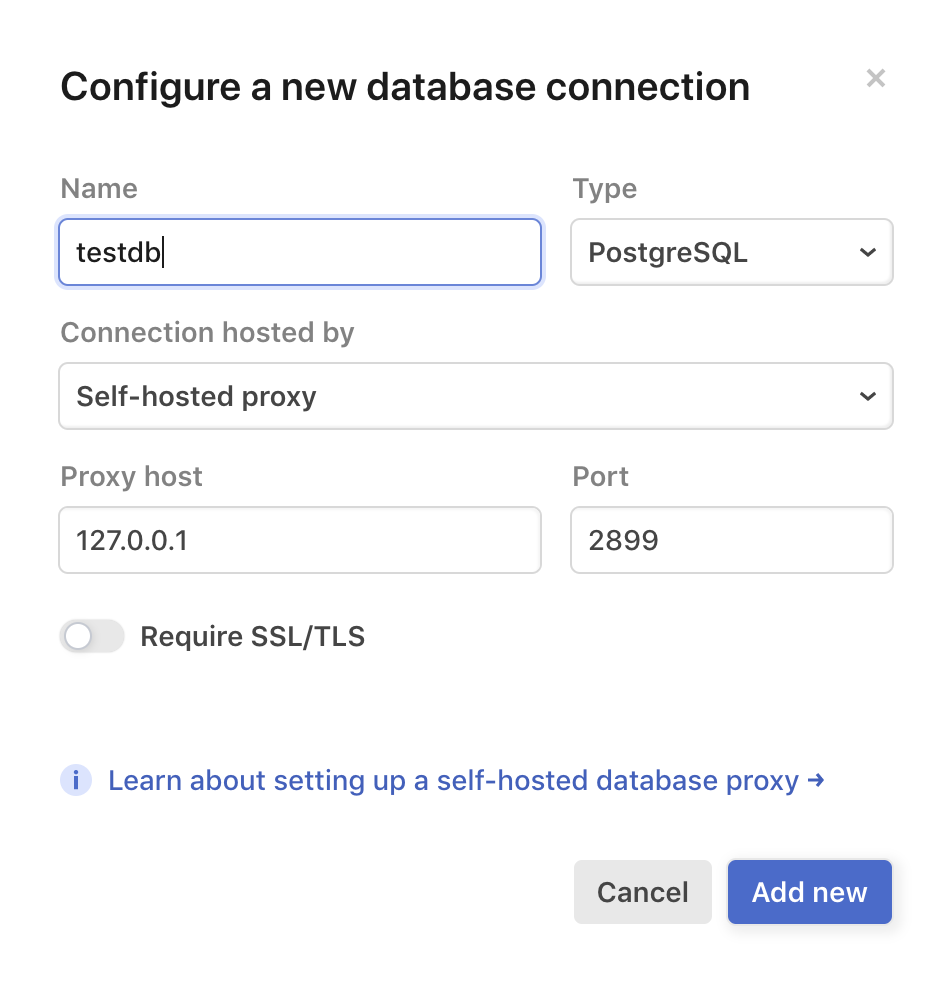 Configure a new database connection
Name
Type
testdb
PostgreSQL
Connection hosted by
Self-hosted proxy
Proxy host
Port
127.0.0.1
2899
Require SSL/TLS
Learn about setting up a self-hosted database proxy →
Cancel
Add new